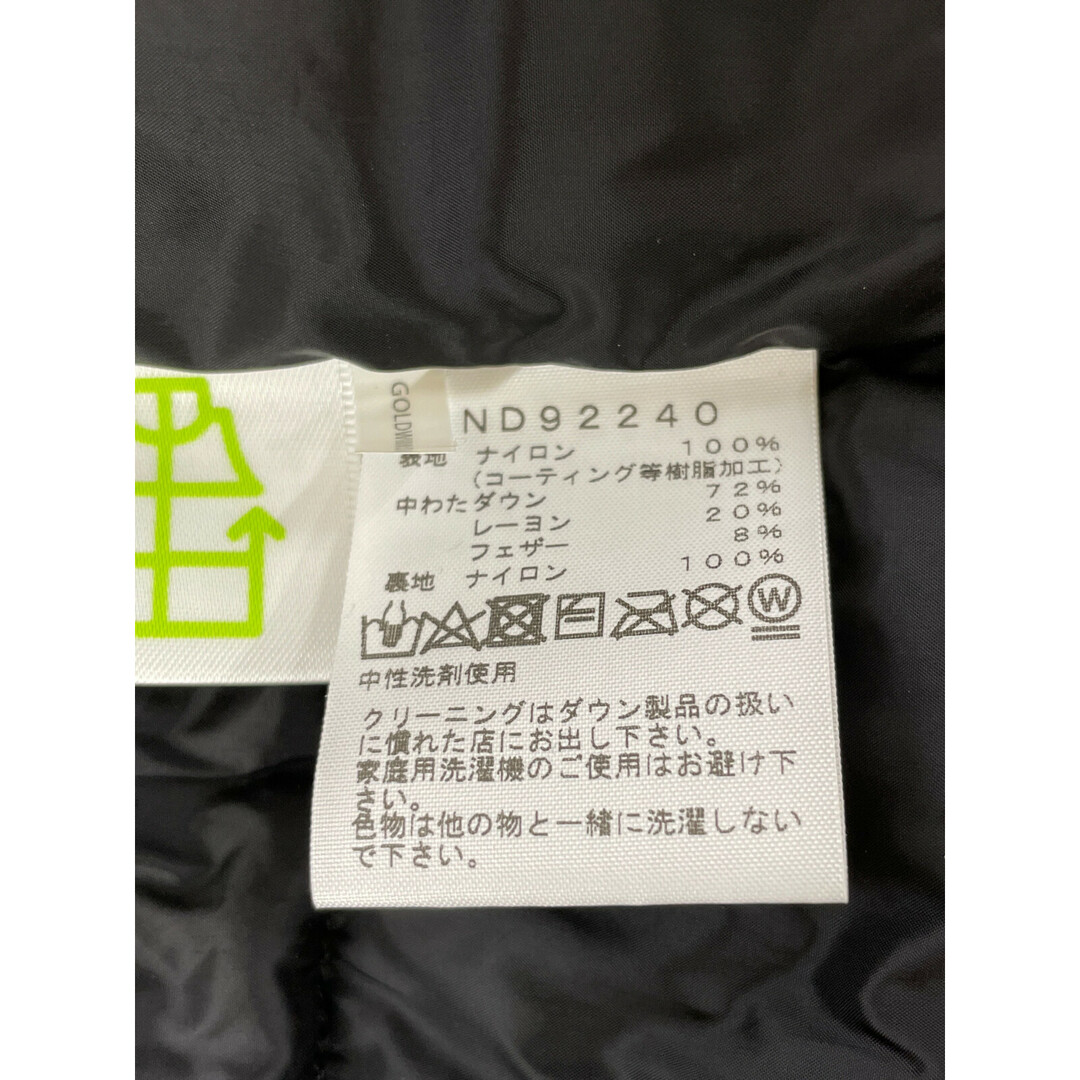 GOLDWI
ND92240
表地 ナイロン 100%
(コーティング等樹脂加工)
中わた ダウン 72%
レーヨン 20%
フェザー 8%
裏地 ナイロン 100%
W
中性洗剤使用
クリーニングはダウン製品の扱い
に慣れた店にお出し下さい。
家庭用洗濯機のご使用はお避け下
さい。
色物は他の物と一緒に洗濯しない
で下さい。